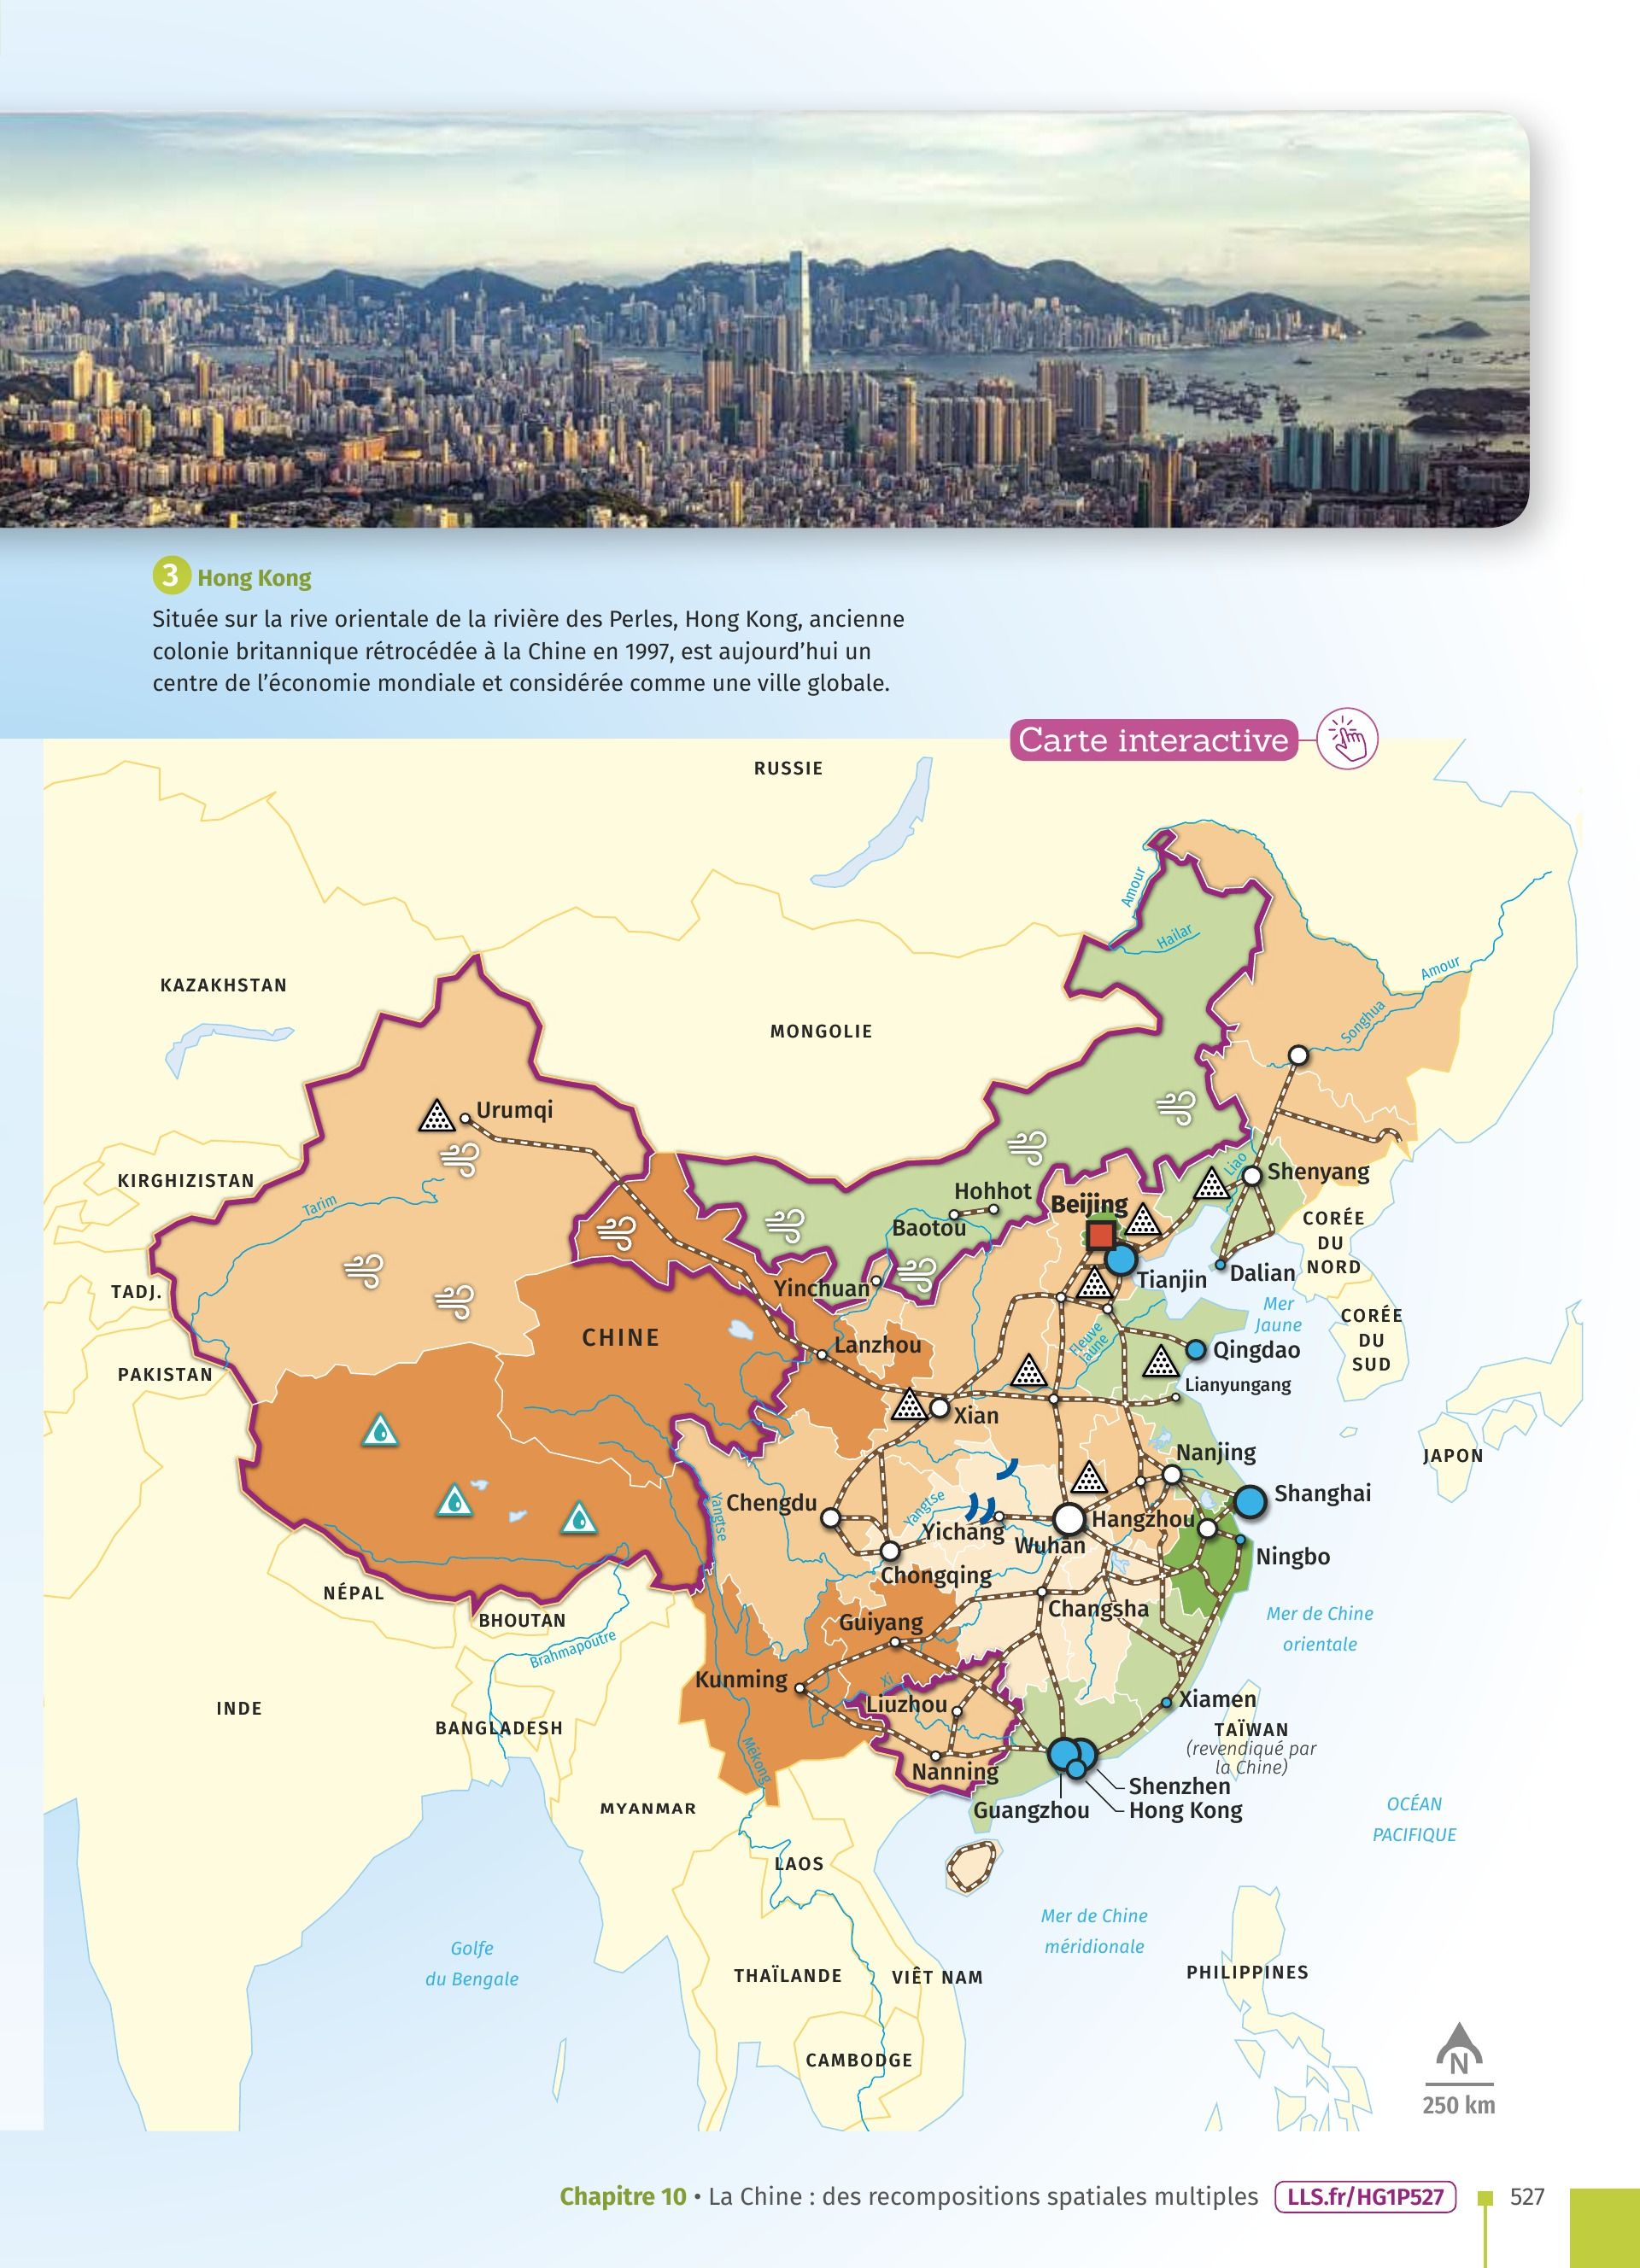 3 Hong Kong
Située sur la rive orientale de la rivière des Perles, Hong Kong, ancienne
colonie britannique rétrocédée à la Chine en 1997, est aujourd’hui un
centre de l’économie mondiale et considérée comme une ville globale.
Carte interactive
RUSSIE
Amour
Hailar
Amour
KAZAKHSTAN
Songhua
MONGOLIE
Urumqi
KIRGHIZISTAN
Tarim
Liao
Shenyang
Hohhot
Beijing
Baotou
CORÉE
DU
NORD
TADJ.
Yinchuan
Tianjin
Dalian
Mer
Jaune
CORÉE
DU
SUD
CHINE
Lanzhou
Fleuve
Jaune
Qingdao
PAKISTAN
Lianyungang
Xian
Nanjing
JAPON
Chengdu
Yangtse
Yangtse
Shanghai
Yichang
Wuhan
Hangzhou
Ningbo
Chongqing
NÉPAL
BHOUTAN
Changsha
Mer de Chine
orientale
Guiyang
Brahmapoutre
Kunming
Xi
Liuzhou
Xiamen
INDE
BANGLADESH
TAÏWAN
(revendiqué par
la Chine)
Mékong
Nanning
Shenzhen
Guangzhou
Hong Kong
MYANMAR
OCÉAN
PACIFIQUE
LAOS
Mer de Chine
méridionale
Golfe
du Bengale
THAÏLANDE
VIÊT NAM
PHILIPPINES
CAMBODGE
N
250 km
Chapitre 10 • La Chine : des recompositions spatiales multiples LLS.fr/HG1P527 527